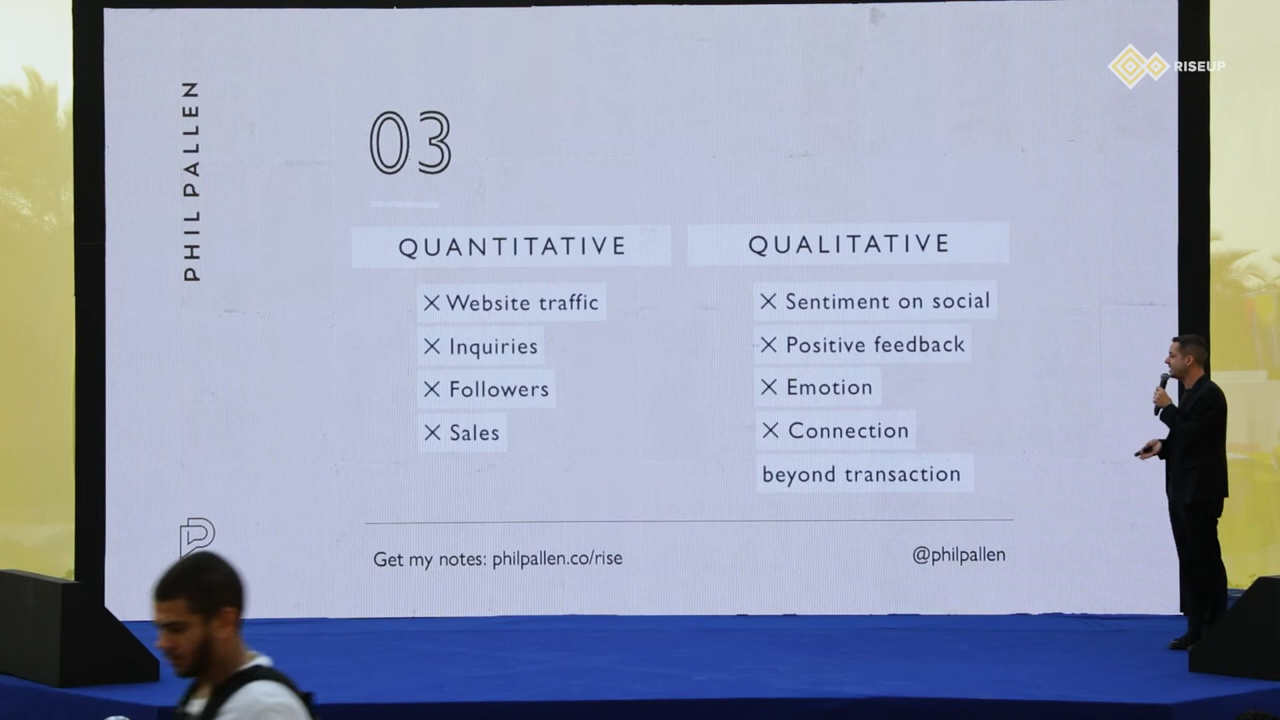 RISEUP
PHIL PALLEN
03
QUANTITATIVE
× Website traffic
× Inquiries
× Followers
× Sales
QUALITATIVE
× Sentiment on social
× Positive feedback
× Emotion
× Connection
beyond transaction
Get my notes: philpallen.co/rise
@philpallen